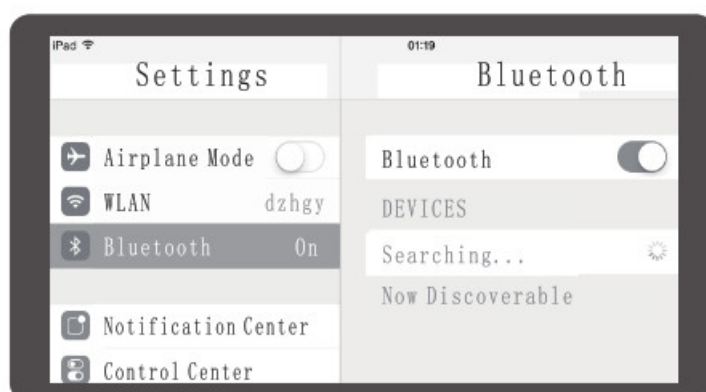 iPad
01:19
Settings
Bluetooth
Airplane Mode
WLAN dzhgy
Bluetooth On
Notification Center
Control Center
Bluetooth
DEVICES
Searching...
Now Discoverable